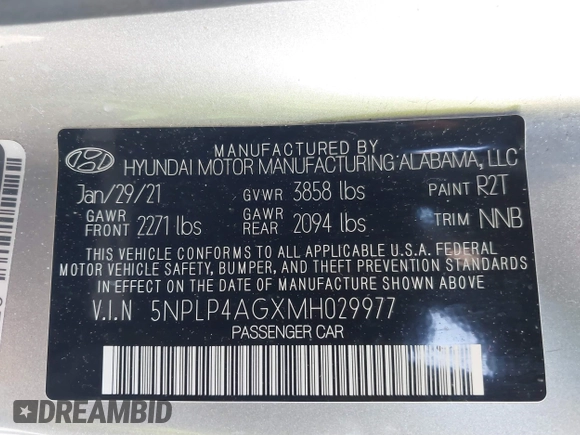 MANUFACTURED BY
HYUNDAI MOTOR MANUFACTURING ALABAMA, LLC
Jan/29/21 GVWR 3858 lbs PAINT R2T
GAWR FRONT 2271 lbs GAWR REAR 2094 lbs TRIM NNB
THIS VEHICLE CONFORMS TO ALL APPLICABLE U.S.A. FEDERAL
MOTOR VEHICLE SAFETY, BUMPER, AND THEFT PREVENTION STANDARDS
IN EFFECT ON THE DATE OF MANUFACTURE SHOWN ABOVE
V.I.N 5NPLP4AGXMH029977
PASSENGER CAR
DREAMBID